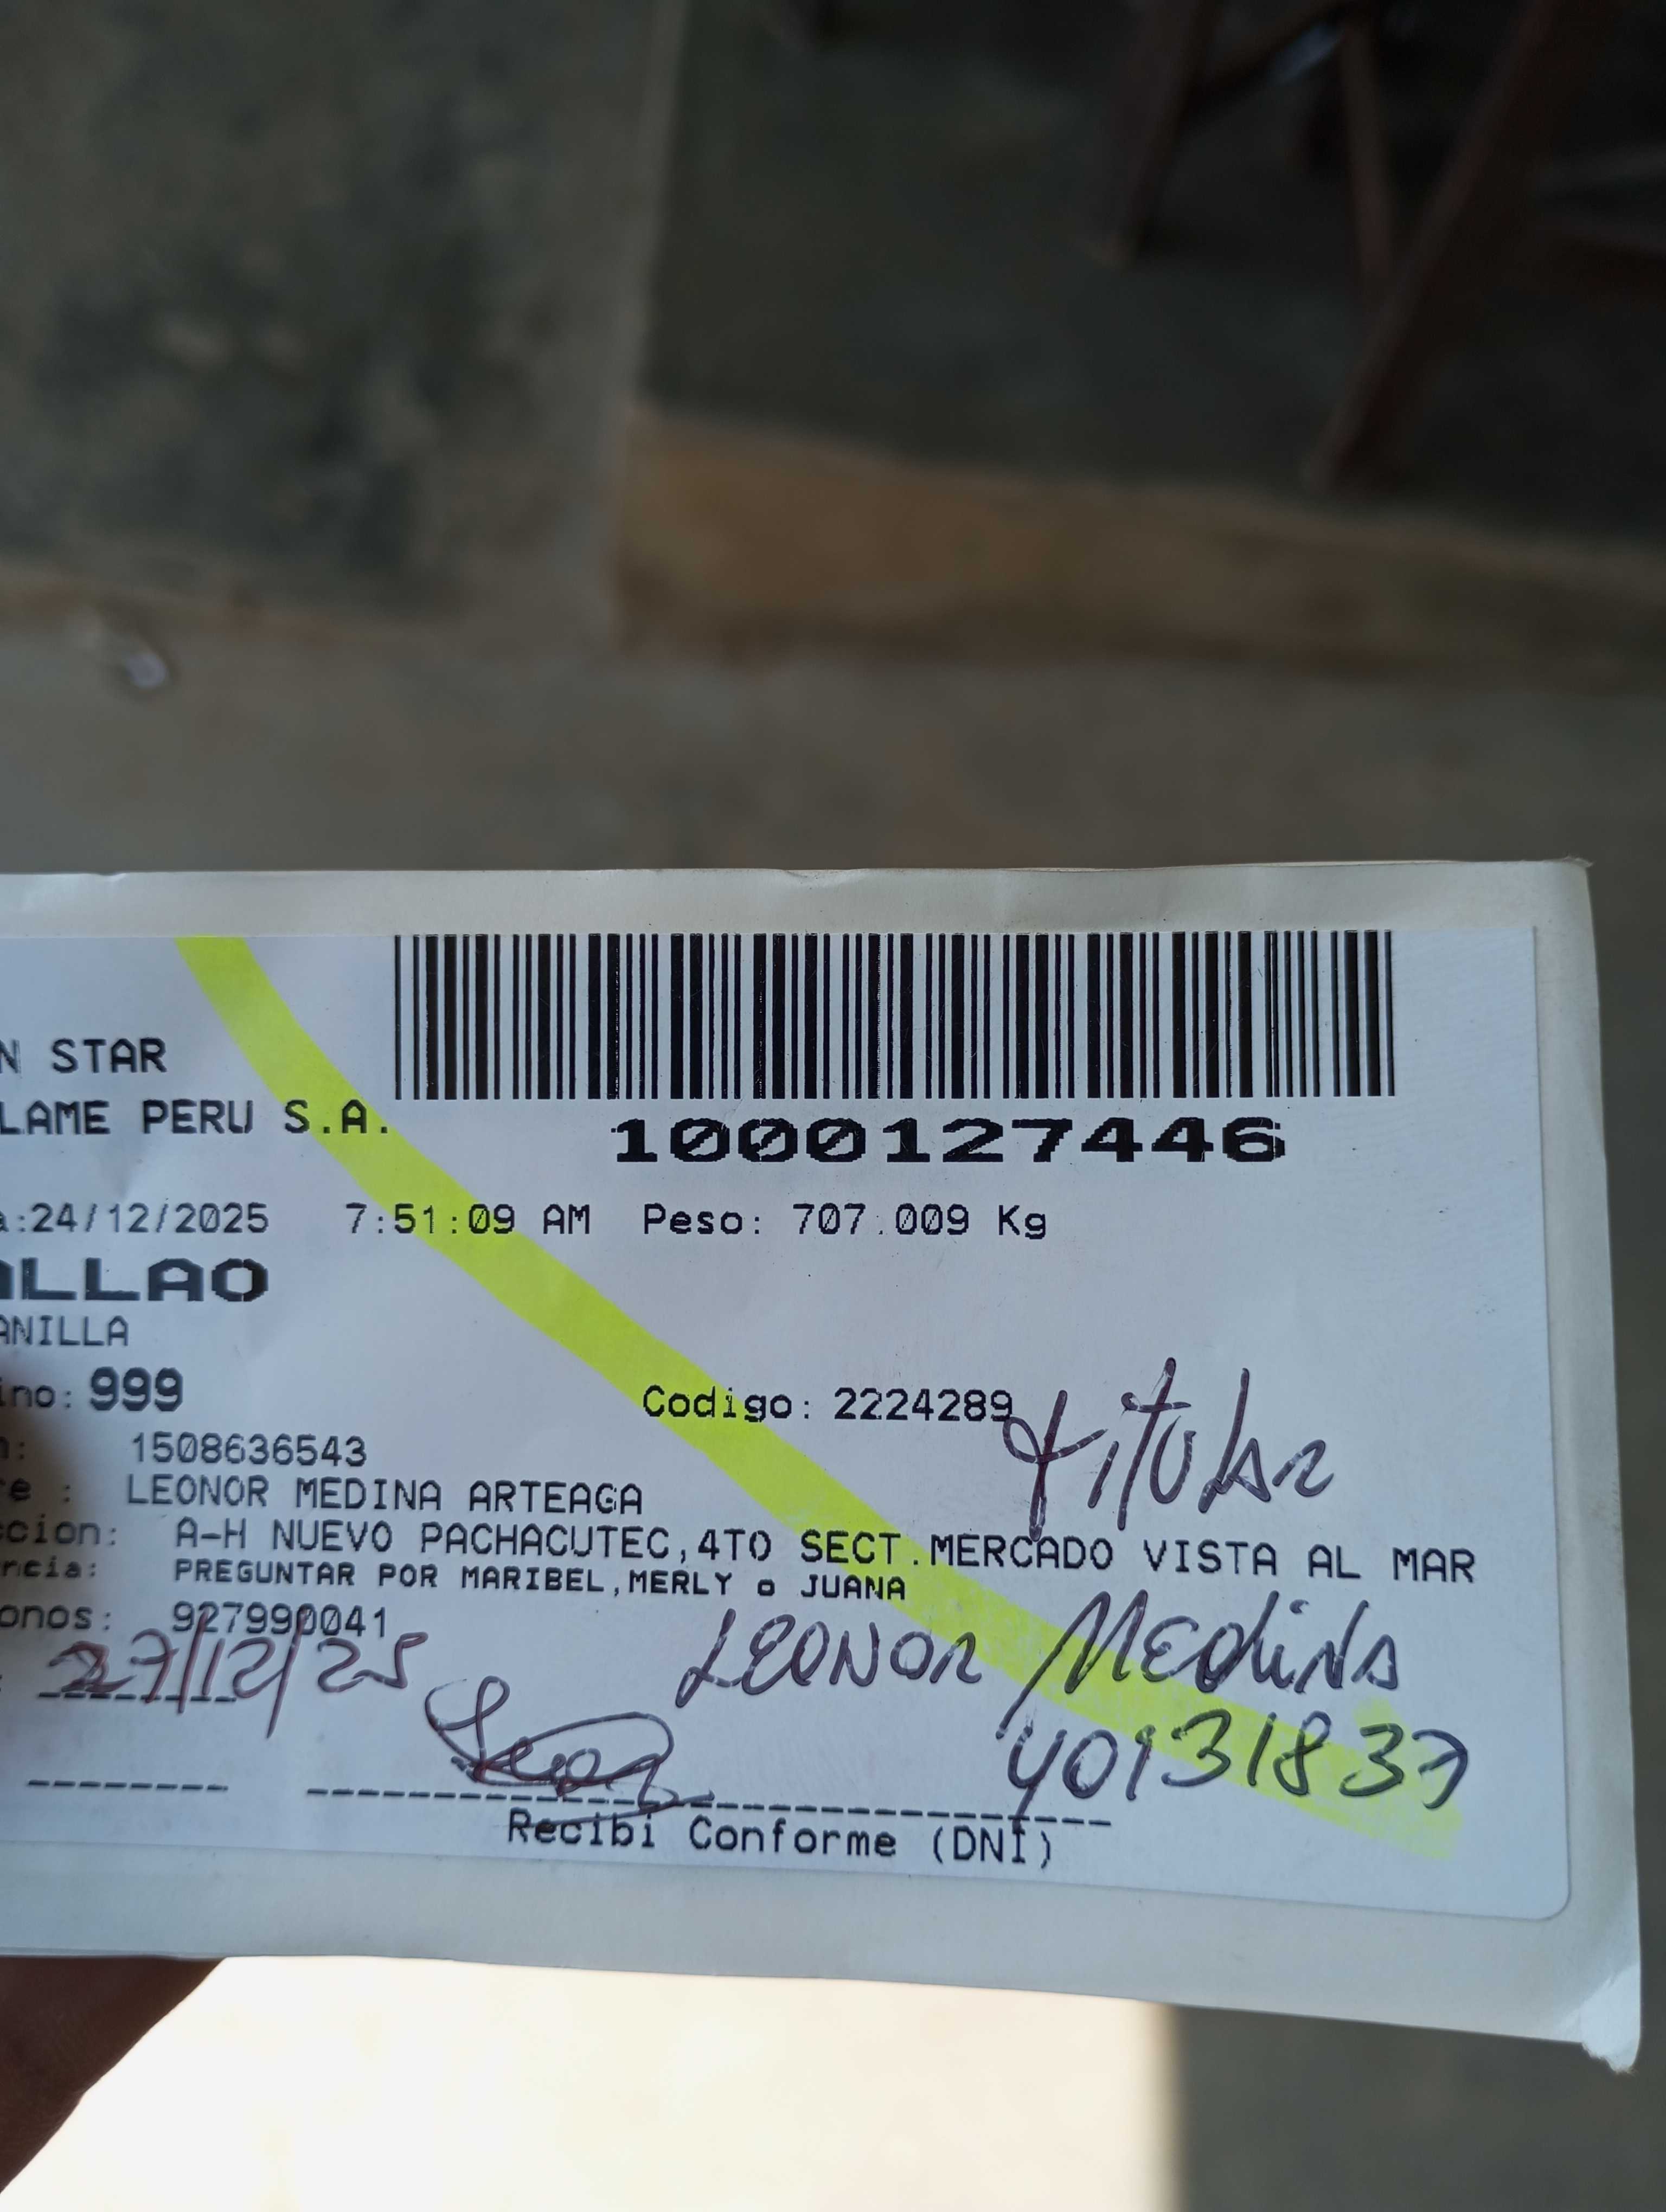 N STAR
LAME PERU S.A.
1000127446
a:24/12/2025 7:51:09 AM Peso: 707.009 Kg
ALLAO
ANILLA
ino: 999
Codigo: 2224289
titular
n: 1508636543
re : LEONOR MEDINA ARTEAGA
ccion: A-H NUEVO PACHACUTEC,4TO SECT.MERCADO VISTA AL MAR
rncia: PREGUNTAR POR MARIBEL,MERLY o JUANA
onos: 927990041
27/12/25
LEONOR MEDINA
40131837
Recibi Conforme (DNI)